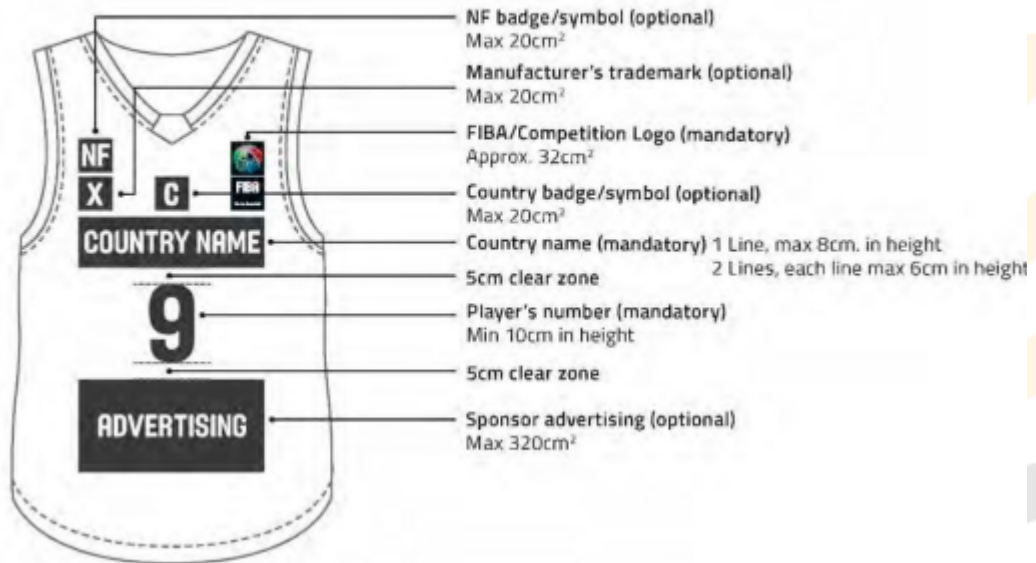 NF badge/symbol (optional)
Max 20cm²
Manufacturer's trademark (optional)
Max 20cm²
FIBA/Competition Logo (mandatory)
Approx. 32cm²
NF
X
C
FIBA
Country badge/symbol (optional)
Max 20cm²
COUNTRY NAME
Country name (mandatory) 1 Line, max 8cm. in height
2 Lines, each line max 6cm in height
5cm clear zone
9
Player's number (mandatory)
Min 10cm in height
5cm clear zone
ADVERTISING
Sponsor advertising (optional)
Max 320cm²